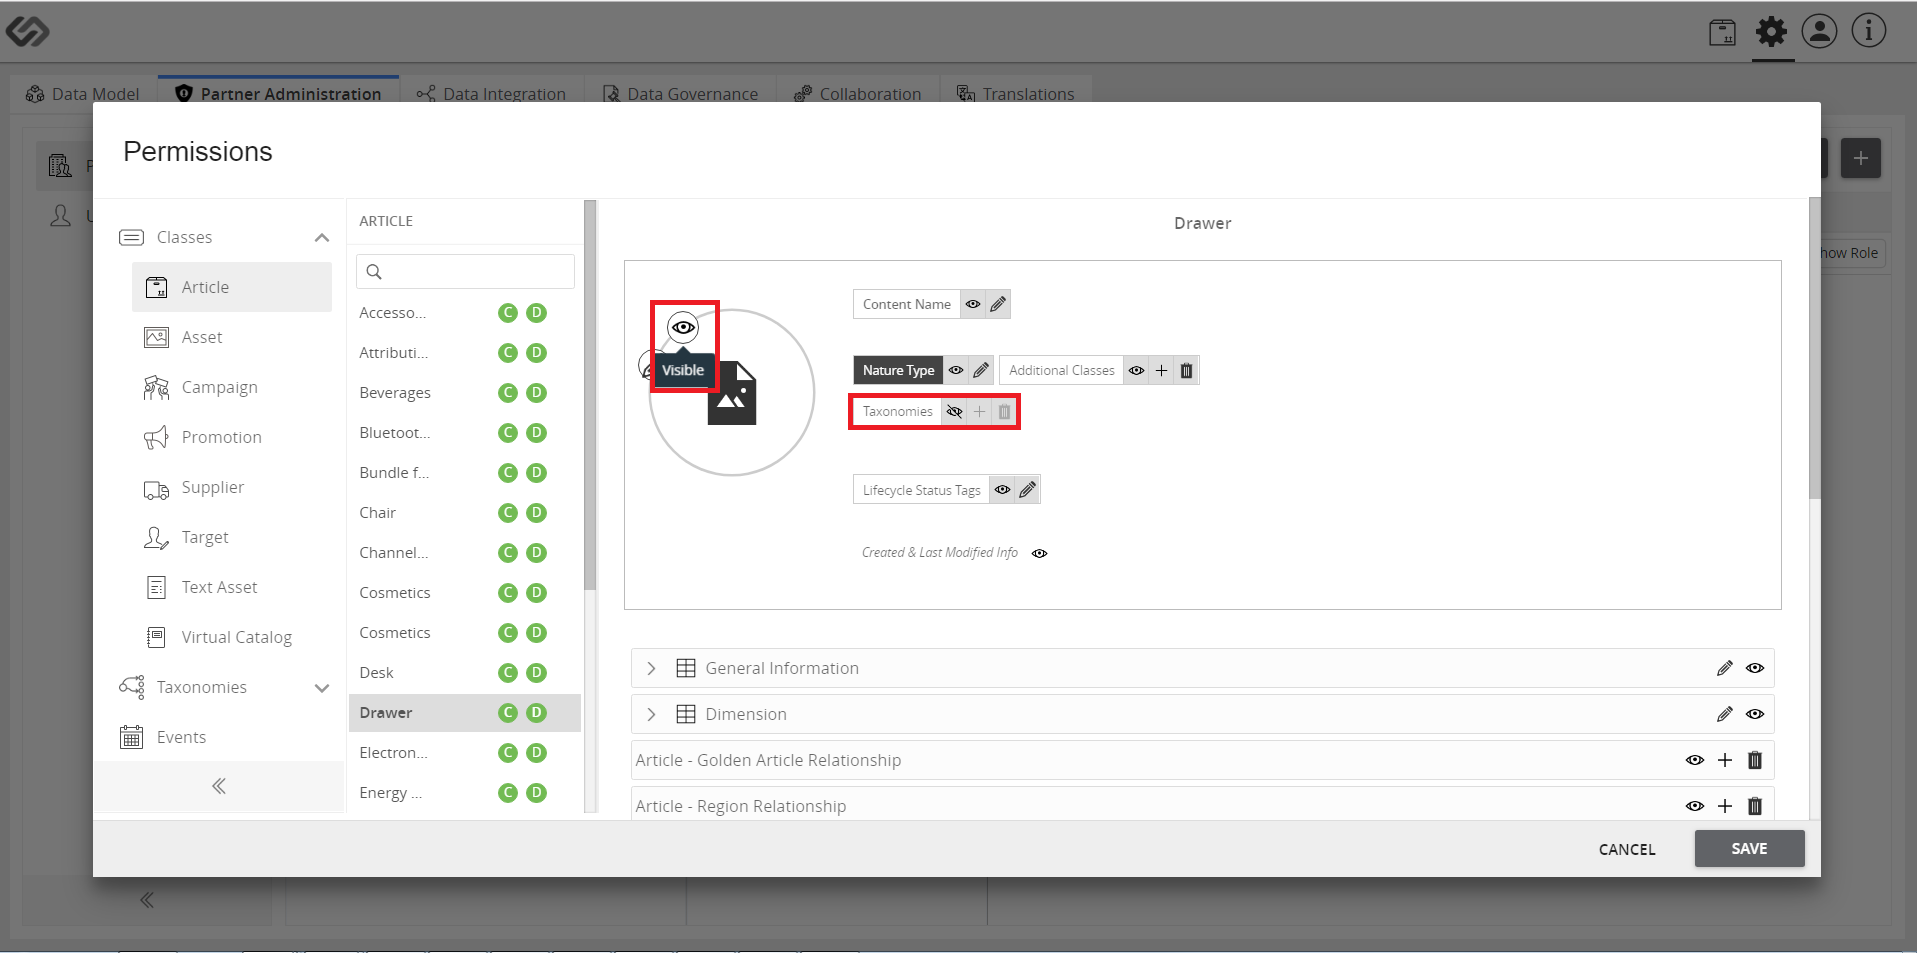 Data Model
Partner Administration
Data Integration
Data Governance
Collaboration
Translations
Permissions
how Role
Classes
Article
Asset
Campaign
Promotion
Supplier
Target
Text Asset
Virtual Catalog
Taxonomies
Events
ARTICLE
Accesso... C D
Attributi... C D
Beverages C D
Bluetoot... C D
Bundle f... C D
Chair C D
Channel... C D
Cosmetics C D
Cosmetics C D
Desk C D
Drawer C D
Electron... C D
Energy ... C D
Drawer
Visible
Content Name
Nature Type
Additional Classes
Taxonomies
Lifecycle Status Tags
Created & Last Modified Info
General Information
Dimension
Article - Golden Article Relationship
Article - Region Relationship
CANCEL
SAVE